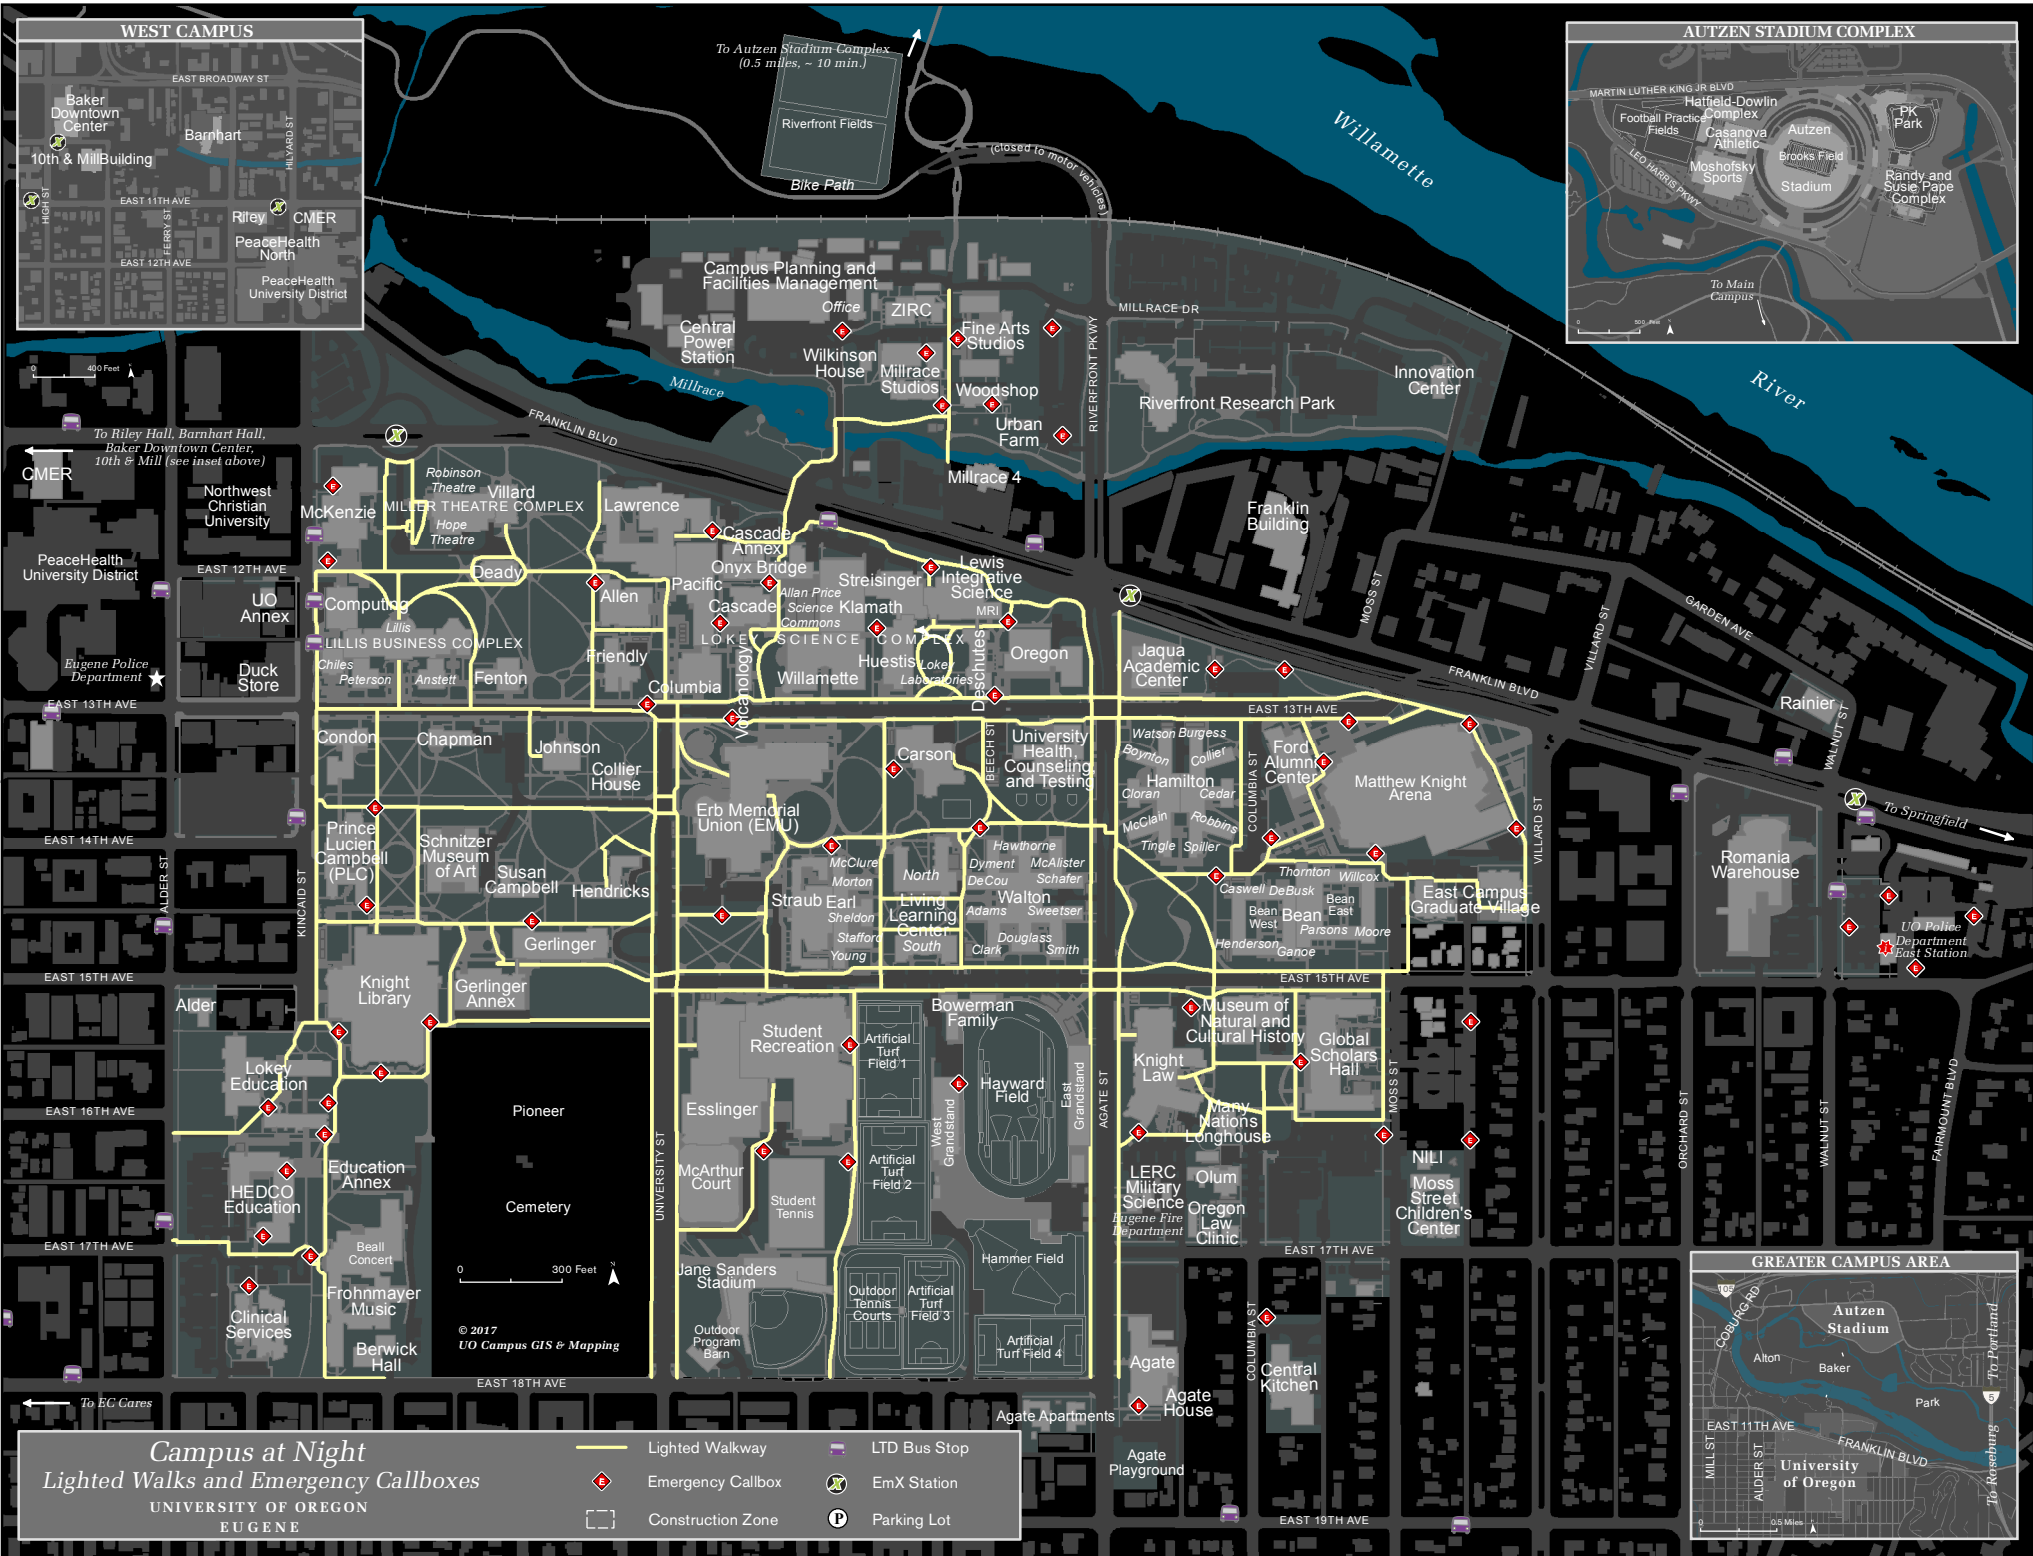 WEST CAMPUS
EAST BROADWAY ST
Baker
Downtown
Center
Barnhart
HILYARD ST
10th & MillBuilding
HIGH ST
EAST 11TH AVE
FERRY ST
Riley
CMER
PeaceHealth
North
EAST 12TH AVE
PeaceHealth
University District
To Autzen Stadium Complex
(0.5 miles, ~ 10 min.)
Riverfront Fields
Bike Path
(closed to motor vehicles)
Willamette
River
AUTZEN STADIUM COMPLEX
MARTIN LUTHER KING JR BLVD
Hatfield-Dowlin
Complex
Football Practice
Fields
Casanova
Athletic
Moshofsky
Sports
LEO HARRIS PKWY
Autzen
Brooks Field
Stadium
PK
Park
Randy and
Susie Pape
Complex
To Main
Campus
0
500 Feet
Campus Planning and
Facilities Management
Office
ZIRC
Central
Power
Station
Wilkinson
House
Fine Arts
Studios
Millrace
Studios
Woodshop
Urban
Farm
Millrace
Millrace 4
MILLRACE DR
RIVERFRONT PKWY
Riverfront Research Park
Innovation
Center
0
400 Feet
To Riley Hall, Barnhart Hall,
Baker Downtown Center,
10th & Mill (see inset above)
CMER
Northwest
Christian
University
PeaceHealth
University District
EAST 12TH AVE
UO
Annex
Duck
Store
Eugene Police
Department
EAST 13TH AVE
FRANKLIN BLVD
McKenzie
Robinson
Theatre
Villard
MILLER THEATRE COMPLEX
Hope
Theatre
Lawrence
Cascade
Annex
Onyx Bridge
Deady
Allen
Pacific
Cascade
Allan Price
Science
Commons
Streisinger
Klamath
Lewis
Integrative
Science
MRI
Computing
Lillis
LILLIS BUSINESS COMPLEX
Chiles
Peterson
Anstett
Fenton
Friendly
Columbia
LOKEY SCIENCE COMPLEX
Volcanology
Willamette
Huestis
Lokey
Laboratories
Deschutes
Oregon
Jaqua
Academic
Center
Franklin
Building
MOSS ST
VILLARD ST
GARDEN AVE
FRANKLIN BLVD
Rainier
WALNUT ST
To Springfield
EAST 13TH AVE
Condon
Chapman
Johnson
Collier
House
Carson
BEECH ST
University
Health,
Counseling
and Testing
Watson
Burgess
Boynton
Collier
Hamilton
Cloran
Cedar
McClain
Robbins
Tingle
Spiller
COLUMBIA ST
Ford
Alumni
Center
Matthew Knight
Arena
VILLARD ST
Erb Memorial
Union (EMU)
EAST 14TH AVE
Prince
Lucien
Campbell
(PLC)
Schnitzer
Museum
of Art
Susan
Campbell
Hendricks
McClure
Morton
Straub
Earl
Sheldon
Stafford
Young
North
Living
Learning
Center
South
Hawthorne
Dyment
McAlister
DeCou
Schafer
Walton
Adams
Sweetser
Douglass
Clark
Smith
Thornton
Willcox
Caswell
DeBusk
Bean
West
Bean
Bean
East
Parsons
Moore
Henderson
Ganoe
East Campus
Graduate Village
Romania
Warehouse
UO Police
Department
East Station
ALDER ST
KINCAID ST
Gerlinger
EAST 15TH AVE
EAST 15TH AVE
Alder
Knight
Library
Gerlinger
Annex
Lokey
Education
EAST 16TH AVE
Student
Recreation
Artificial
Turf
Field 1
Bowerman
Family
Hayward
Field
West
Grandstand
East
Grandstand
AGATE ST
Museum of
Natural and
Cultural History
Knight
Law
Global
Scholars
Hall
Many
Nations
Longhouse
MOSS ST
Pioneer
Cemetery
Esslinger
UNIVERSITY ST
McArthur
Court
Artificial
Turf
Field 2
Student
Tennis
Education
Annex
HEDCO
Education
EAST 17TH AVE
Beall
Concert
LERC
Military
Science
Eugene Fire
Department
Olum
Oregon
Law
Clinic
NILI
Moss
Street
Children's
Center
EAST 17TH AVE
ORCHARD ST
WALNUT ST
FAIRMOUNT BLVD
0
300 Feet
N
Clinical
Services
Frohnmayer
Music
Berwick
Hall
© 2017
UO Campus GIS & Mapping
Jane Sanders
Stadium
Outdoor
Program
Barn
Outdoor
Tennis
Courts
Artificial
Turf
Field 3
Hammer Field
Artificial
Turf Field 4
EAST 18TH AVE
To EC Cares
Agate
Agate
House
Agate Apartments
Agate
Playground
COLUMBIA ST
Central
Kitchen
EAST 19TH AVE
GREATER CAMPUS AREA
105
COBURG RD
Autzen
Stadium
Alton
Baker
Park
To Portland
5
EAST 11TH AVE
FRANKLIN BLVD
MILL ST
ALDER ST
University
of Oregon
To Roseburg
0
0.5 Miles
Campus at Night
Lighted Walks and Emergency Callboxes
UNIVERSITY OF OREGON
EUGENE
Lighted Walkway
E
Emergency Callbox
Construction Zone
LTD Bus Stop
X
EmX Station
P
Parking Lot